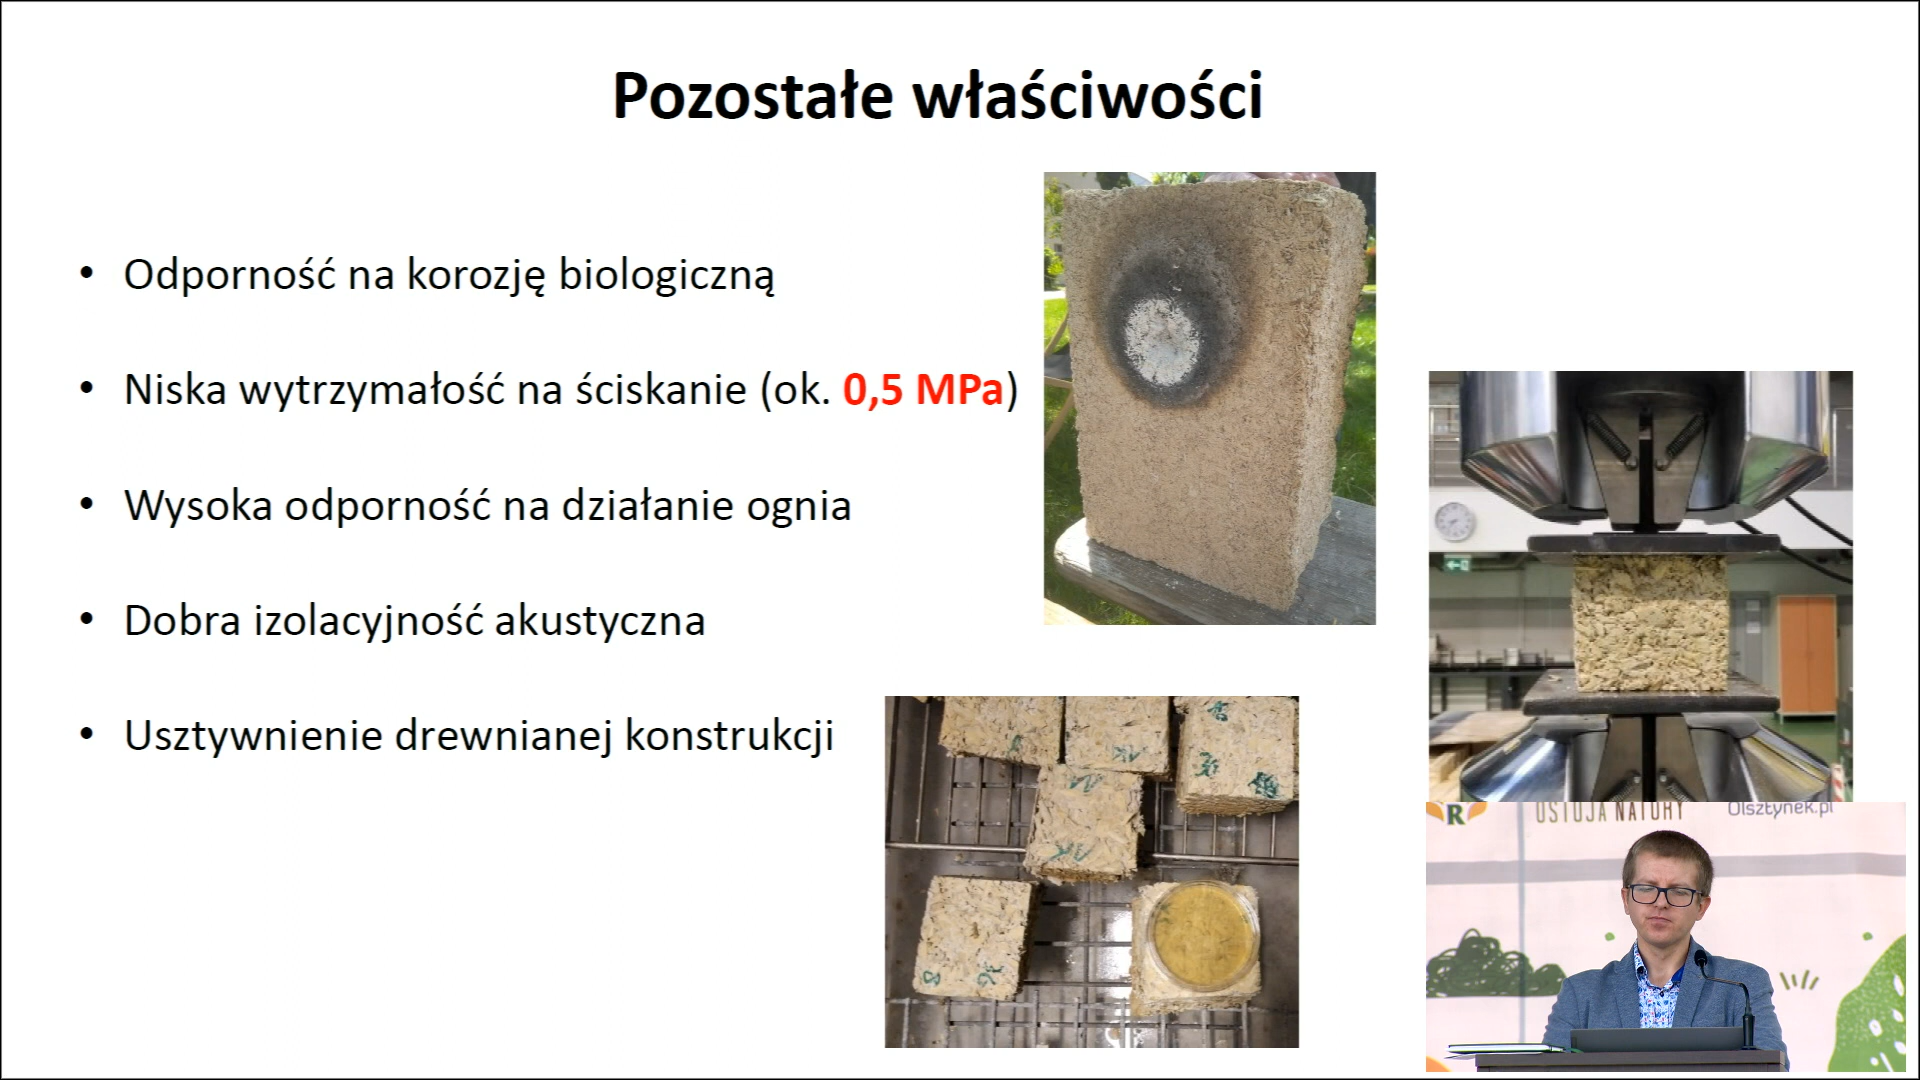 Pozostałe właściwości
• Odporność na korozję biologiczną
• Niska wytrzymałość na ściskanie (ok. 0,5 MPa)
• Wysoka odporność na działanie ognia
• Dobra izolacyjność akustyczna
• Usztywnienie drewnianej konstrukcji
R
OSTOJA NATURY
Olsztynek.pl